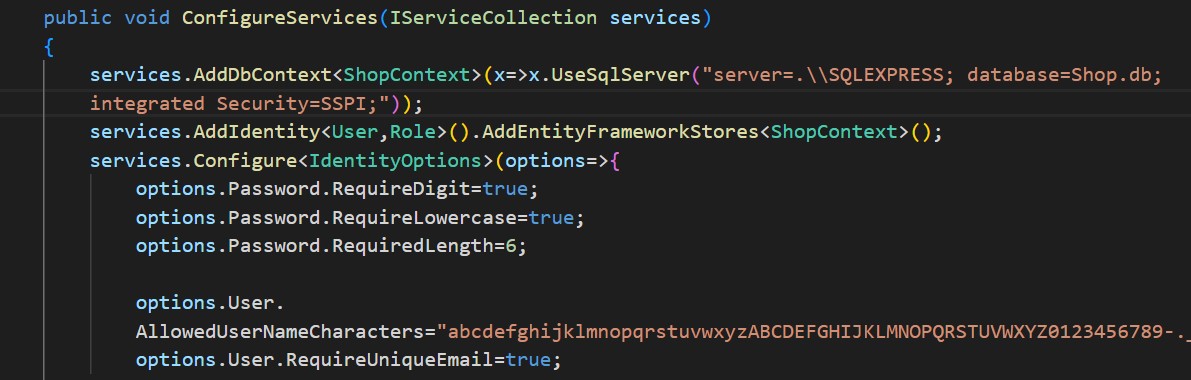 public void ConfigureServices(IServiceCollection services)
{
services.AddDbContext<ShopContext>(x=>x.UseSqlServer("server=.\\SQLEXPRESS; database=Shop.db;
integrated Security=SSPI;"));
services.AddIdentity<User,Role>().AddEntityFrameworkStores<ShopContext>();
services.Configure<IdentityOptions>(options=>{
options.Password.RequireDigit=true;
options.Password.RequireLowercase=true;
options.Password.RequiredLength=6;
options.User.
AllowedUserNameCharacters="abcdefghijklmnopqrstuvwxyzABCDEFGHIJKLMNOPQRSTUVWXYZ0123456789-._
options.User.RequireUniqueEmail=true;